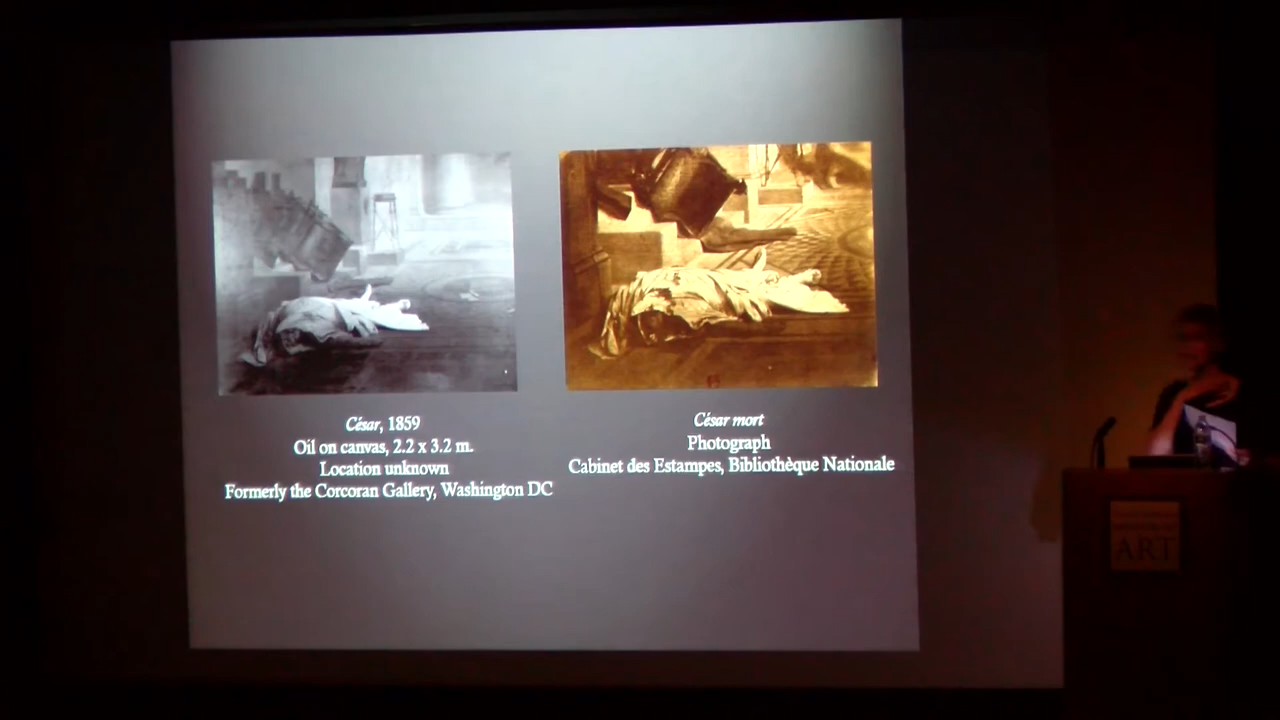 César, 1859
Oil on canvas, 2.2 x 3.2 m.
Location unknown
Formerly the Corcoran Gallery, Washington DC
César mort
Photograph
Cabinet des Estampes, Bibliothèque Nationale
ART